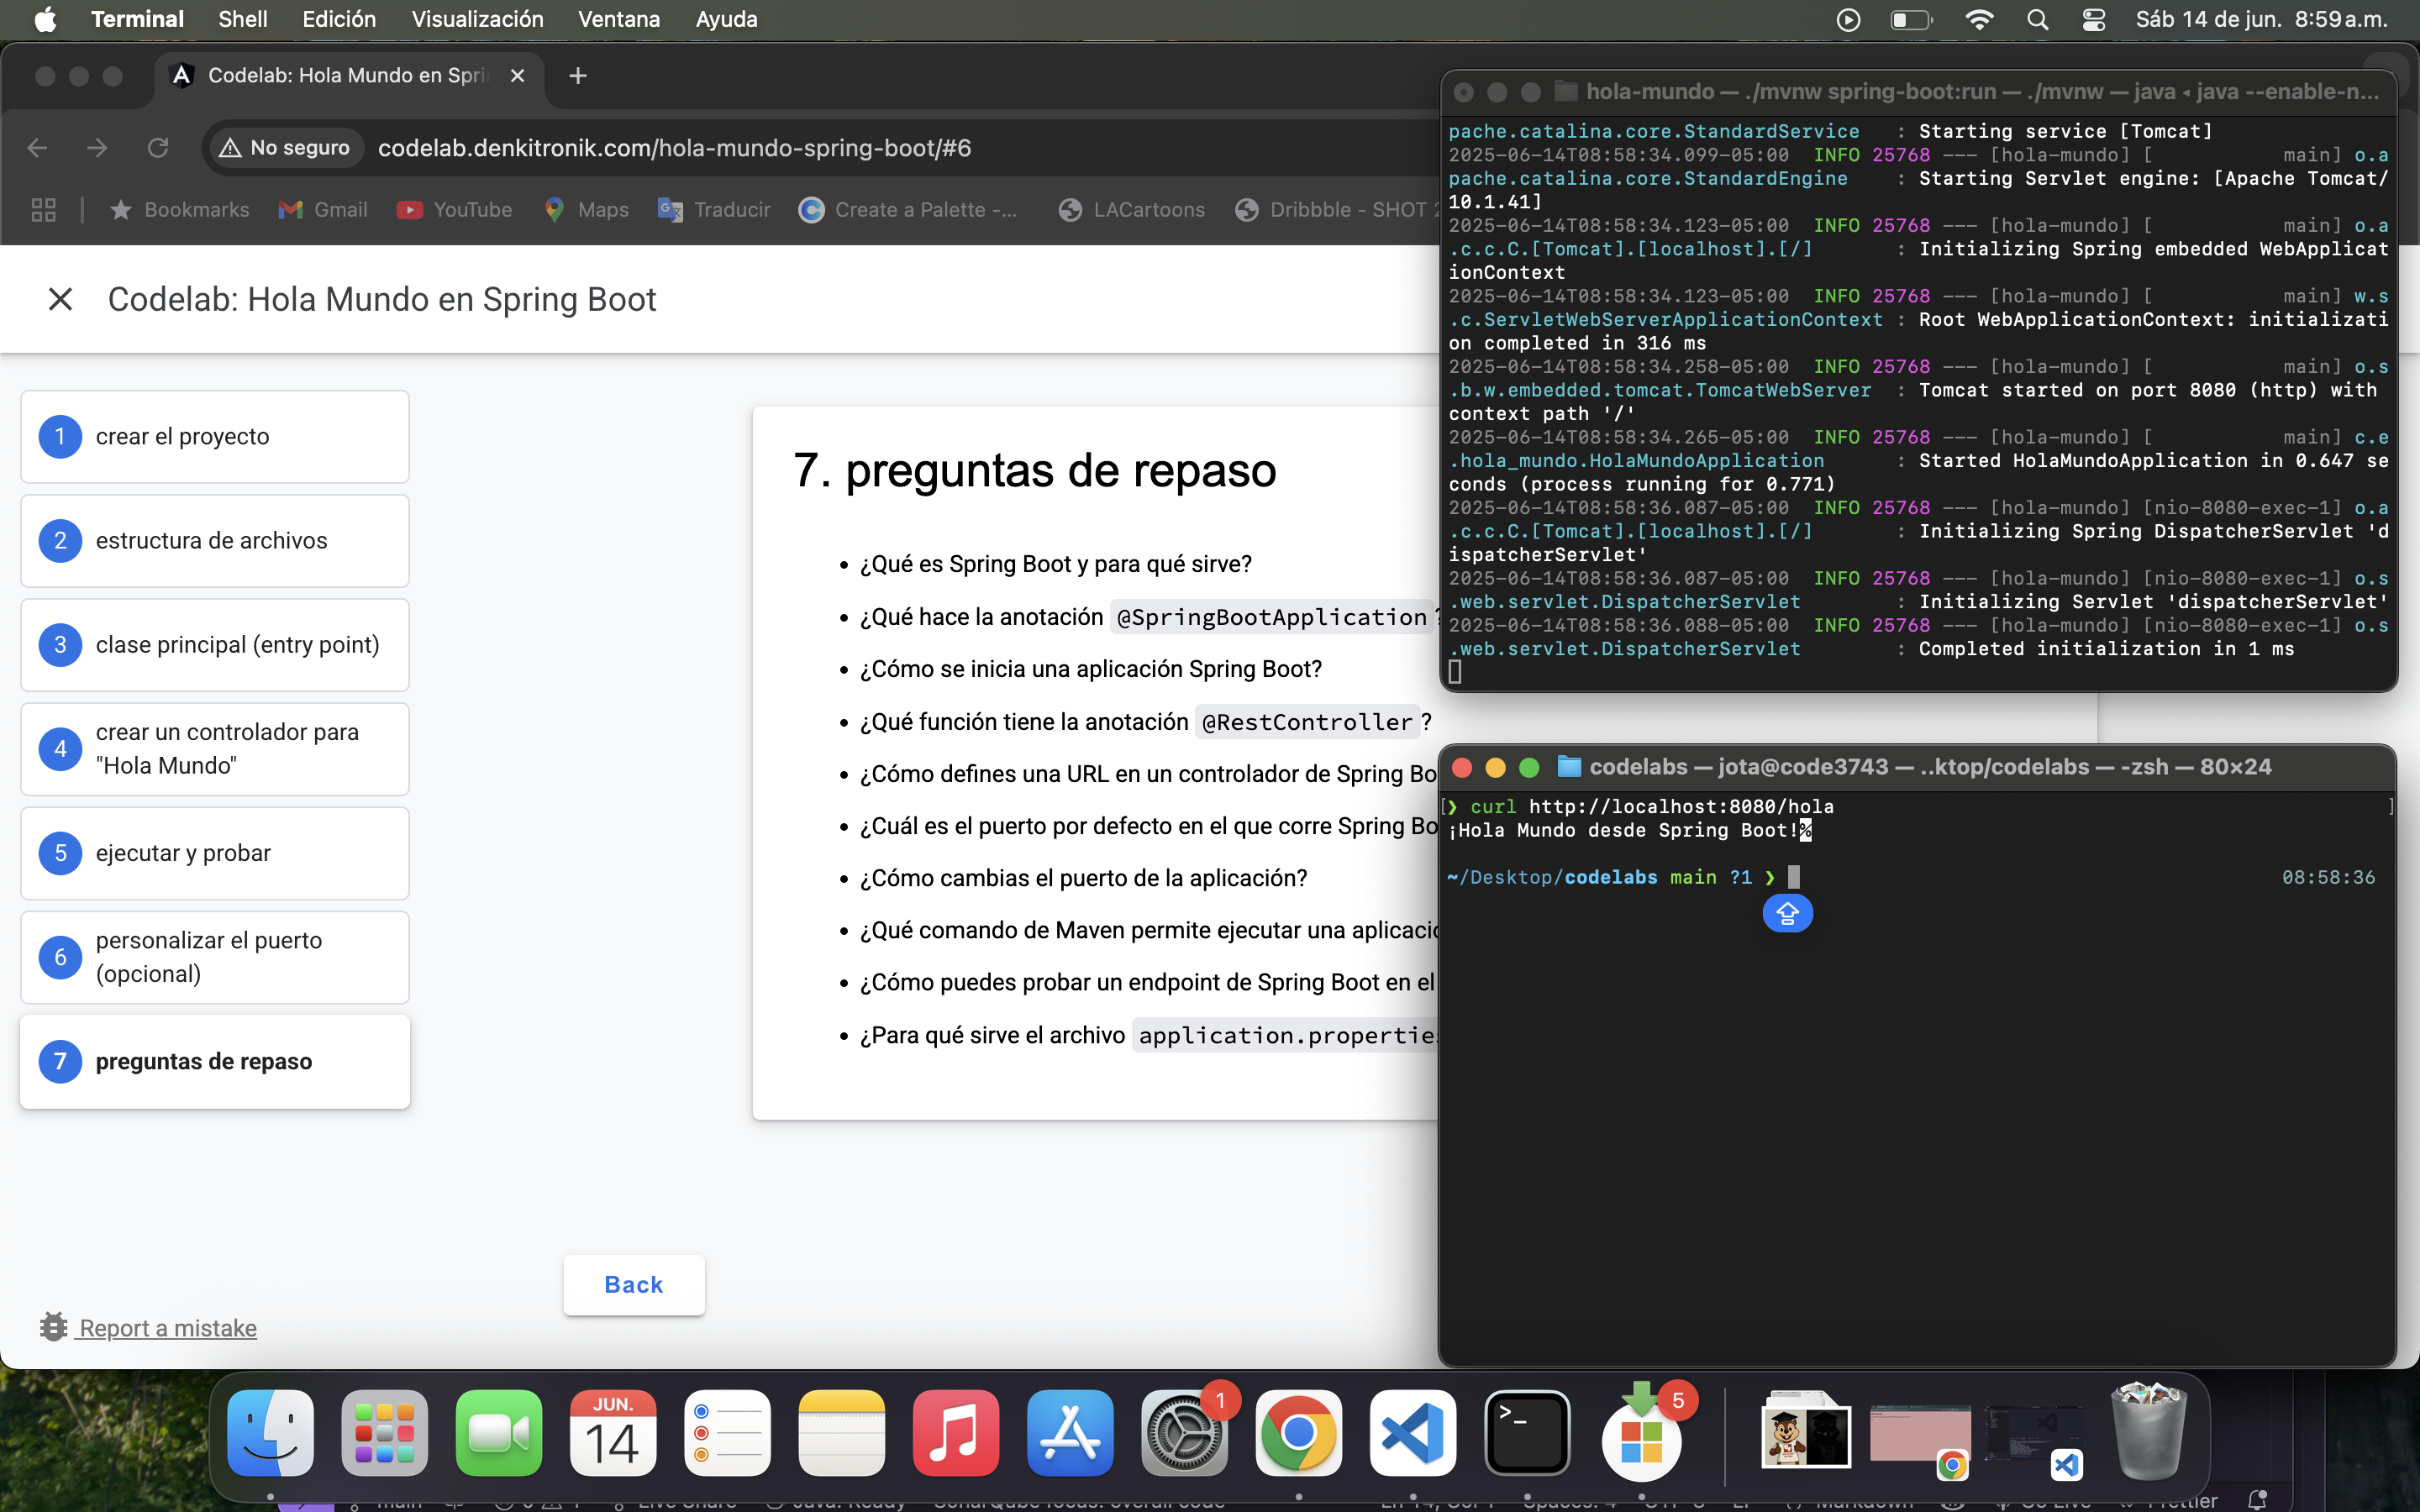 Terminal Shell Edición Visualización Ventana Ayuda
Sáb 14 de jun. 8:59 a.m.
Codelab: Hola Mundo en Spri
No seguro codelab.denkitronik.com/hola-mundo-spring-boot/#6
Bookmarks Gmail YouTube Maps Traducir Create a Palette -... LACartoons Dribbble - SHOT 2
Codelab: Hola Mundo en Spring Boot
1 crear el proyecto
2 estructura de archivos
3 clase principal (entry point)
4 crear un controlador para
"Hola Mundo"
5 ejecutar y probar
6 personalizar el puerto
(opcional)
7 preguntas de repaso
7. preguntas de repaso
• ¿Qué es Spring Boot y para qué sirve?
• ¿Qué hace la anotación @SpringBootApplication?
• ¿Cómo se inicia una aplicación Spring Boot?
• ¿Qué función tiene la anotación @RestController?
• ¿Cómo defines una URL en un controlador de Spring Bo
• ¿Cuál es el puerto por defecto en el que corre Spring Bo
• ¿Cómo cambias el puerto de la aplicación?
• ¿Qué comando de Maven permite ejecutar una aplicació
• ¿Cómo puedes probar un endpoint de Spring Boot en el
• ¿Para qué sirve el archivo application.properties
Back
Report a mistake
hola-mundo — ./mvnw spring-boot:run — ./mvnw — java ◂ java --enable-n...
pache.catalina.core.StandardService   : Starting service [Tomcat]
2025-06-14T08:58:34.099-05:00  INFO 25768 --- [hola-mundo] [           main] o.a
pache.catalina.core.StandardEngine    : Starting Servlet engine: [Apache Tomcat/
10.1.41]
2025-06-14T08:58:34.123-05:00  INFO 25768 --- [hola-mundo] [           main] o.a
.c.c.C.[Tomcat].[localhost].[/]       : Initializing Spring embedded WebApplicat
ionContext
2025-06-14T08:58:34.123-05:00  INFO 25768 --- [hola-mundo] [           main] w.s
.c.ServletWebServerApplicationContext : Root WebApplicationContext: initializati
on completed in 316 ms
2025-06-14T08:58:34.258-05:00  INFO 25768 --- [hola-mundo] [           main] o.s
.b.w.embedded.tomcat.TomcatWebServer  : Tomcat started on port 8080 (http) with
context path '/'
2025-06-14T08:58:34.265-05:00  INFO 25768 --- [hola-mundo] [           main] c.e
.hola_mundo.HolaMundoApplication      : Started HolaMundoApplication in 0.647 se
conds (process running for 0.771)
2025-06-14T08:58:36.087-05:00  INFO 25768 --- [hola-mundo] [nio-8080-exec-1] o.a
.c.c.C.[Tomcat].[localhost].[/]       : Initializing Spring DispatcherServlet 'd
ispatcherServlet'
2025-06-14T08:58:36.087-05:00  INFO 25768 --- [hola-mundo] [nio-8080-exec-1] o.s
.web.servlet.DispatcherServlet        : Initializing Servlet 'dispatcherServlet'
2025-06-14T08:58:36.088-05:00  INFO 25768 --- [hola-mundo] [nio-8080-exec-1] o.s
.web.servlet.DispatcherServlet        : Completed initialization in 1 ms
codelabs — jota@code3743 — ..ktop/codelabs — -zsh — 80×24
[❯ curl http://localhost:8080/hola ]
¡Hola Mundo desde Spring Boot!%
~/Desktop/codelabs main ?1 ❯ 08:58:36
JUN.
14
1
>_
5